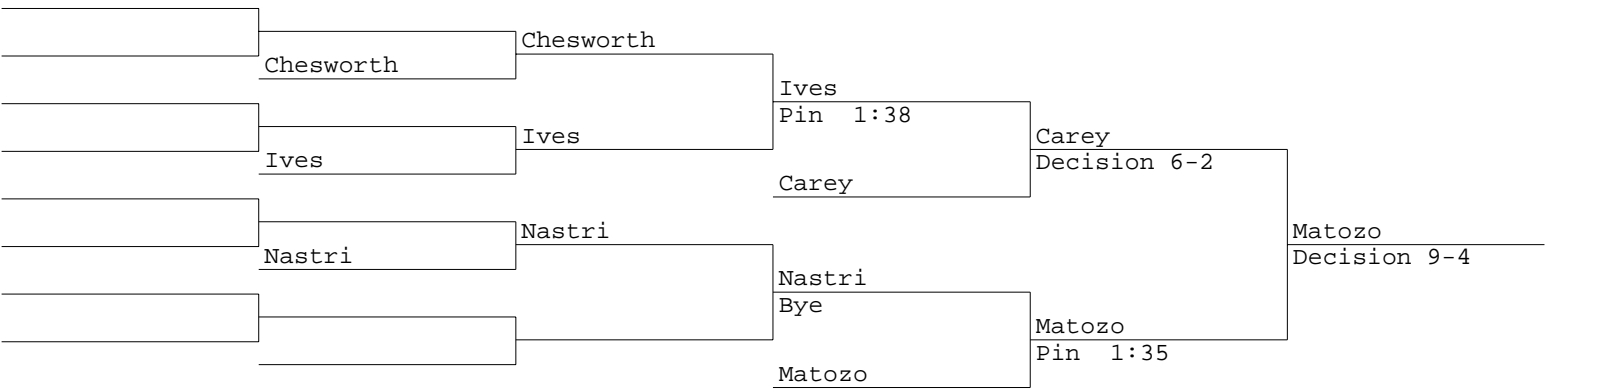 Chesworth
Chesworth
Ives
Pin  1:38
Ives
Ives
Carey
Decision 6-2
Carey
Nastri
Nastri
Matozo
Decision 9-4
Nastri
Bye
Matozo
Pin  1:35
Matozo